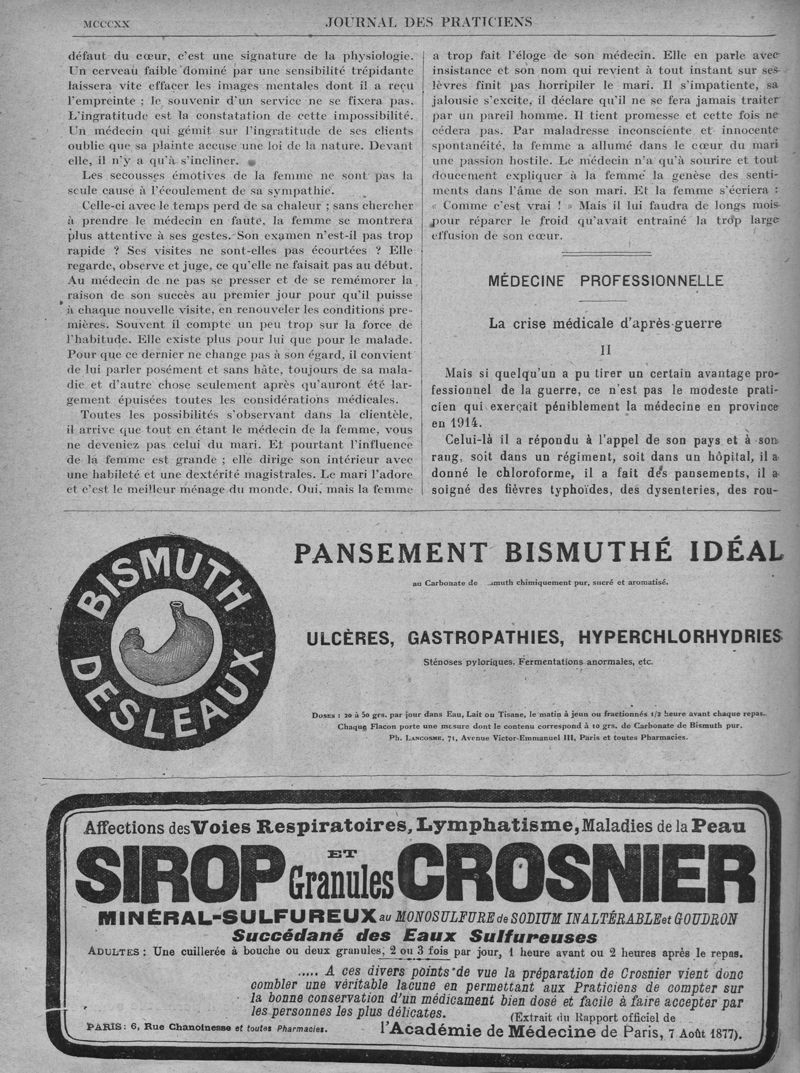 MCCCXX
JOURNAL DES PRATICIENS
défaut du cœur, c'est une signature de la physiologie.
Un cerveau faible dominé par une sensibilité trépidante
laissera vite effacer les images mentales dont il a reçu
l'empreinte ; le souvenir d'un service ne se fixera pas.
L'ingratitude est la constatation de cette impossibilité.
Un médecin qui gémit sur l'ingratitude de ses clients
oublie que sa plainte accuse une loi de la nature. Devant
elle, il n'y a qu'à s'incliner.
Les secousses émotives de la femme ne sont pas la
seule cause à l'écoulement de sa sympathie.
Celle-ci avec le temps perd de sa chaleur ; sans chercher
à prendre le médecin en faute, la femme se montrera
plus attentive à ses gestes. Son examen n'est-il pas trop
rapide ? Ses visites ne sont-elles pas écourtées ? Elle
regarde, observe et juge, ce qu'elle ne faisait pas au début.
Au médecin de ne pas se presser et de se remémorer la
raison de son succès au premier jour pour qu'il puisse
à chaque nouvelle visite, en renouveler les conditions pre-
mières. Souvent il compte un peu trop sur la force de
l'habitude. Elle existe plus pour lui que pour le malade.
Pour que ce dernier ne change pas à son égard, il convient
de lui parler posément et sans hâte, toujours de sa mala-
die et d'autre chose seulement après qu'auront été lar-
gement épuisées toutes les considérations médicales.
Toutes les possibilités s'observant dans la clientèle,
il arrive que tout en étant le médecin de la femme, vous
ne deveniez pas celui du mari. Et pourtant l'influence
de la femme est grande ; elle dirige son intérieur avec
une habileté et une dextérité magistrales. Le mari l'adore
et c'est le meilleur ménage du monde. Oui, mais la femme
a trop fait l'éloge de son médecin. Elle en parle avec
insistance et son nom qui revient à tout instant sur ses
lèvres finit pas horripiler le mari. Il s'impatiente, sa
jalousie s'excite, il déclare qu'il ne se fera jamais traiter
par un pareil homme. Il tient promesse et cette fois ne
cédera pas. Par maladresse inconsciente et innocente
spontanéité, la femme a allumé dans le cœur du mari
une passion hostile. Le médecin n'a qu'à sourire et tout
doucement expliquer à la femme la genèse des senti-
ments dans l'âme de son mari. Et la femme s'écriera :
« Comme c'est vrai ! » Mais il lui faudra de longs mois
pour réparer le froid qu'avait entraîné la trop large
effusion de son cœur.
MÉDECINE PROFESSIONNELLE
La crise médicale d'après-guerre
II
Mais si quelqu'un a pu tirer un certain avantage pro-
fessionnel de la guerre, ce n'est pas le modeste prati-
cien qui exerçait péniblement la médecine en province
en 1914.
Celui-là il a répondu à l'appel de son pays et à son
rang, soit dans un régiment, soit dans un hôpital, il a
donné le chloroforme, il a fait des pansements, il a
soigné des fièvres typhoïdes, des dysenteries, des rou-
BISMUTH
DESLEAUX
PANSEMENT BISMUTHÉ IDÉAL
au Carbonate de muth chimiquement pur, sucré et aromatisé.
ULCÈRES, GASTROPATHIES, HYPERCHLORHYDRIES
Sténoses pyloriques. Fermentations anormales, etc.
DOSES : 20 à 50 grs. par jour dans Eau, Lait ou Tisane, le matin à jeun ou fractionnés 1/2 heure avant chaque repas.
Chaque Flacon porte une mesure dont le contenu correspond à 10 grs. de Carbonate de Bismuth pur.
Ph. LANCOSME, 71, Avenue Victor-Emmanuel III, Paris et toutes Pharmacies.
Affections des Voies Respiratoires, Lymphatisme, Maladies de la Peau
SIROP ET Granules CROSNIER
MINÉRAL-SULFUREUX au MONOSULFURE de SODIUM INALTÉRABLE et GOUDRON
Succédané des Eaux Sulfureuses
ADULTES : Une cuillerée à bouche ou deux granules, 2 ou 3 fois par jour, 1 heure avant ou 2 heures après le repas.
..... A ces divers points de vue la préparation de Crosnier vient donc
combler une véritable lacune en permettant aux Praticiens de compter sur
la bonne conservation d'un médicament bien dosé et facile à faire accepter par
les personnes les plus délicates.
(Extrait du Rapport officiel de
l'Académie de Médecine de Paris, 7 Août 1877).
PARIS : 6, Rue Chanoinesse et toutes Pharmacies.